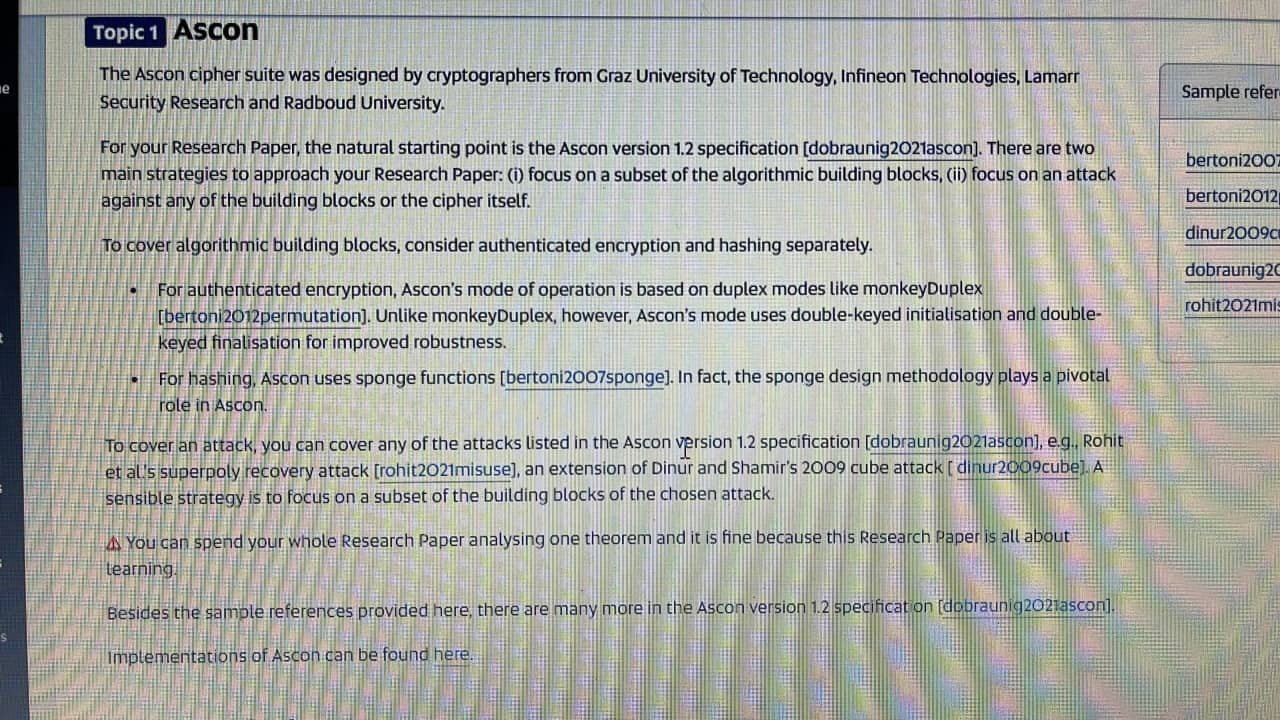 Topic 1 Ascon
The Ascon cipher suite was designed by cryptographers from Graz University of Technology, Infineon Technologies, Lamarr
Security Research and Radboud University.
For your Research Paper, the natural starting point is the Ascon version 1.2 specification [dobraunig2021ascon]. There are two
main strategies to approach your Research Paper: (i) focus on a subset of the algorithmic building blocks, (ii) focus on an attack
against any of the building blocks or the cipher itself.
To cover algorithmic building blocks, consider authenticated encryption and hashing separately.
• For authenticated encryption, Ascon's mode of operation is based on duplex modes like monkeyDuplex
[bertoni2012permutation]. Unlike monkeyDuplex, however, Ascon's mode uses double-keyed initialisation and double-
keyed finalisation for improved robustness.
• For hashing, Ascon uses sponge functions [bertoni2007sponge]. In fact, the sponge design methodology plays a pivotal
role in Ascon.
To cover an attack, you can cover any of the attacks listed in the Ascon version 1.2 specification [dobraunig2021ascon], e.g., Rohit
et al.'s superpoly recovery attack [rohit2021misuse], an extension of Dinur and Shamir's 2009 cube attack [ dinur2009cube]. A
sensible strategy is to focus on a subset of the building blocks of the chosen attack.
⚠ You can spend your whole Research Paper analysing one theorem and it is fine because this Research Paper is all about
learning.
Besides the sample references provided here, there are many more in the Ascon version 1.2 specification [dobraunig2021ascon].
Implementations of Ascon can be found here.
Sample refer
bertoni2007
bertoni2012
dinur2009c
dobraunig20
rohit2021mi